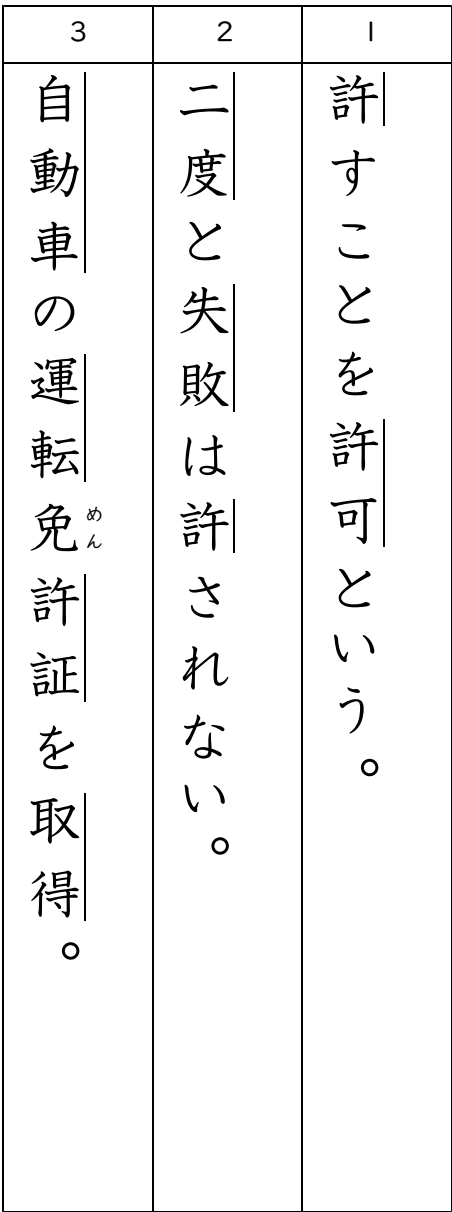 1
許すことを許可という。
2
二度と失敗は許されない。
3
自動車の運転免許証を取得。
めん